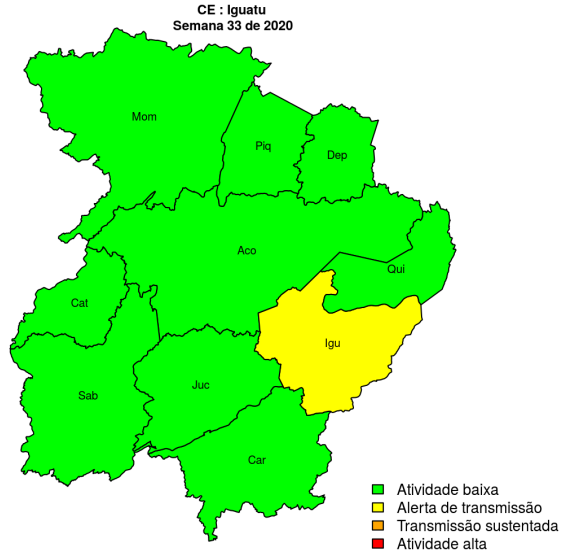 CE : Iguatu
Semana 33 de 2020
Mom
Piq
Dep
Aco
Qui
Cat
Igu
Juc
Sab
Car
Atividade baixa
Alerta de transmissão
Transmissão sustentada
Atividade alta